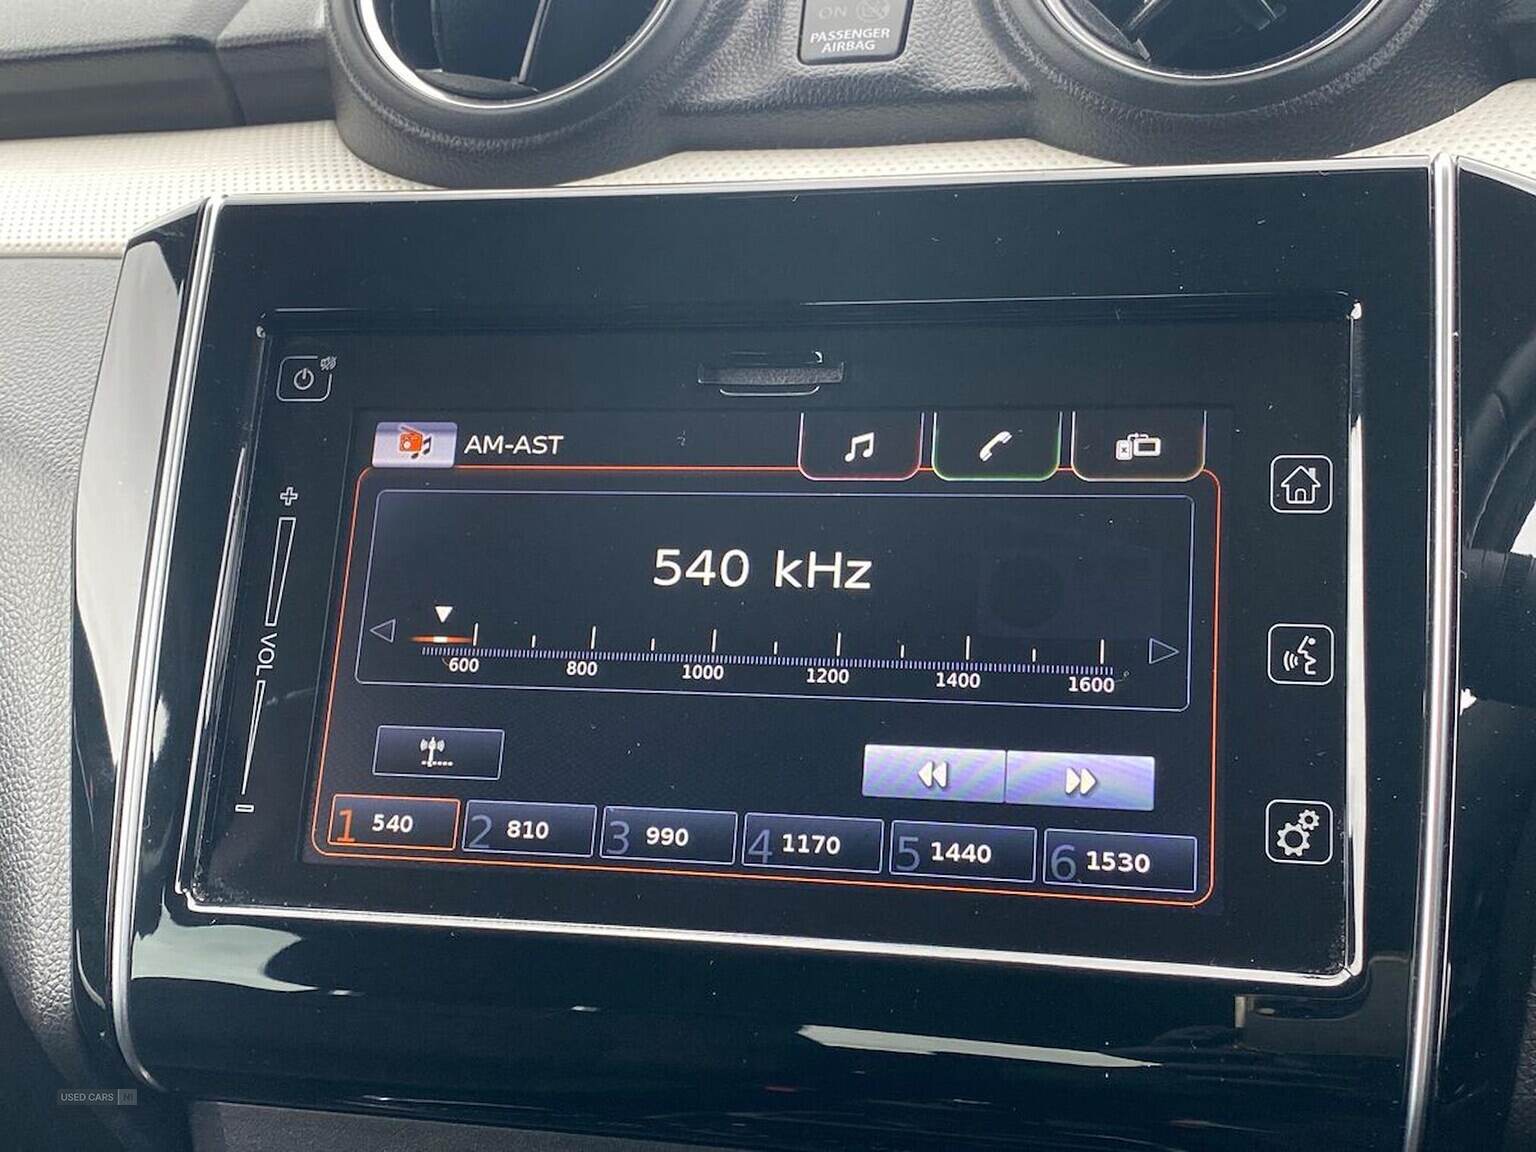 ON
PASSENGER
AIRBAG
AM-AST
540 kHz
600 800 1000 1200 1400 1600
VOL
1 540 2 810 3 990 4 1170 5 1440 6 1530
USED CARS NI